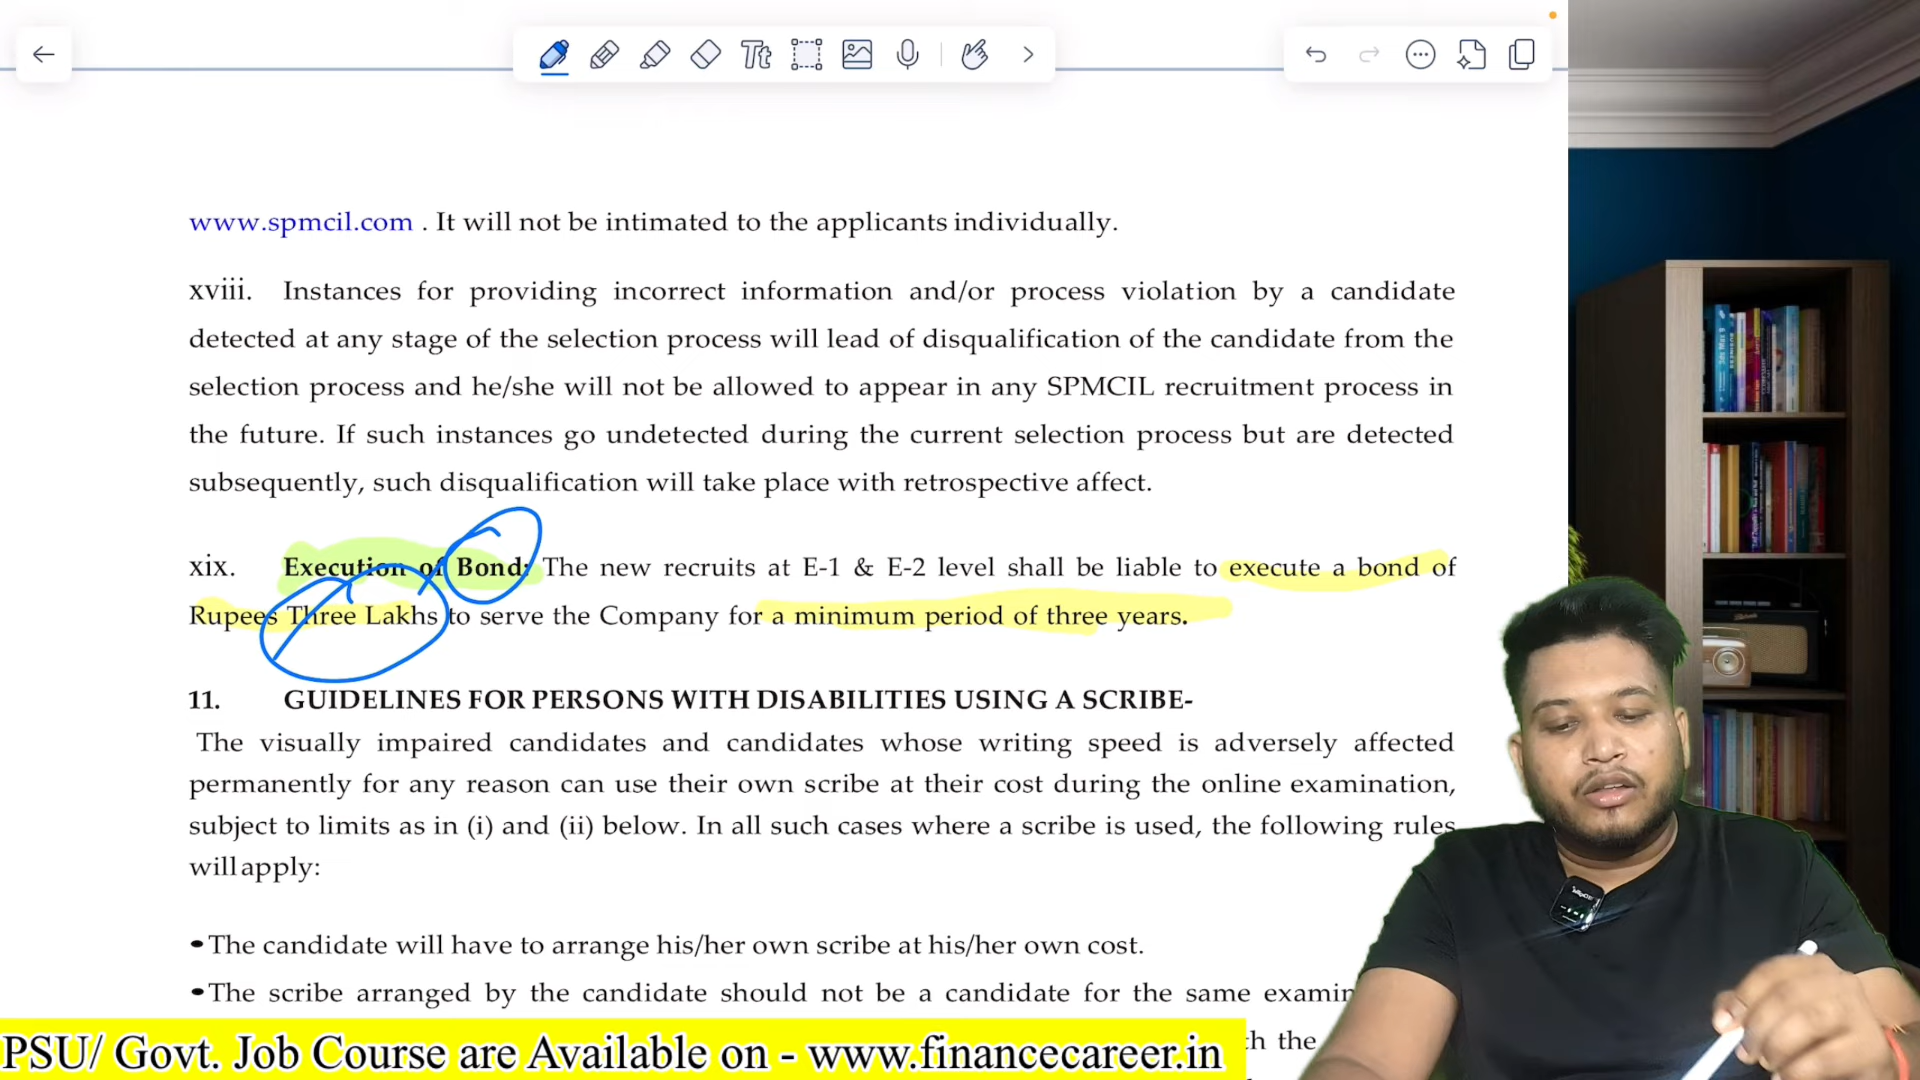 www.spmcil.com . It will not be intimated to the applicants individually.
xviii. Instances for providing incorrect information and/or process violation by a candidate
detected at any stage of the selection process will lead of disqualification of the candidate from the
selection process and he/she will not be allowed to appear in any SPMCIL recruitment process in
the future. If such instances go undetected during the current selection process but are detected
subsequently, such disqualification will take place with retrospective affect.
xix. Execution of Bond: The new recruits at E-1 & E-2 level shall be liable to execute a bond of
Rupees Three Lakhs to serve the Company for a minimum period of three years.
11. GUIDELINES FOR PERSONS WITH DISABILITIES USING A SCRIBE-
The visually impaired candidates and candidates whose writing speed is adversely affected
permanently for any reason can use their own scribe at their cost during the online examination,
subject to limits as in (i) and (ii) below. In all such cases where a scribe is used, the following rules
will apply:
•The candidate will have to arrange his/her own scribe at his/her own cost.
•The scribe arranged by the candidate should not be a candidate for the same
the
PSU/ Govt. Job Course are Available on - www.financecareer.in
Tt